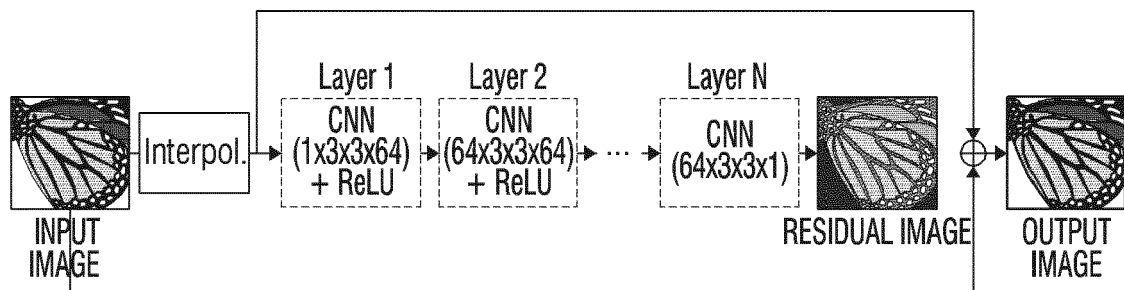 Layer 1
Layer 2
Layer N
Interpol.
CNN
(1x3x3x64)
+ ReLU
CNN
(64x3x3x64)
+ ReLU
...
CNN
(64x3x3x1)
INPUT
IMAGE
RESIDUAL IMAGE
OUTPUT
IMAGE